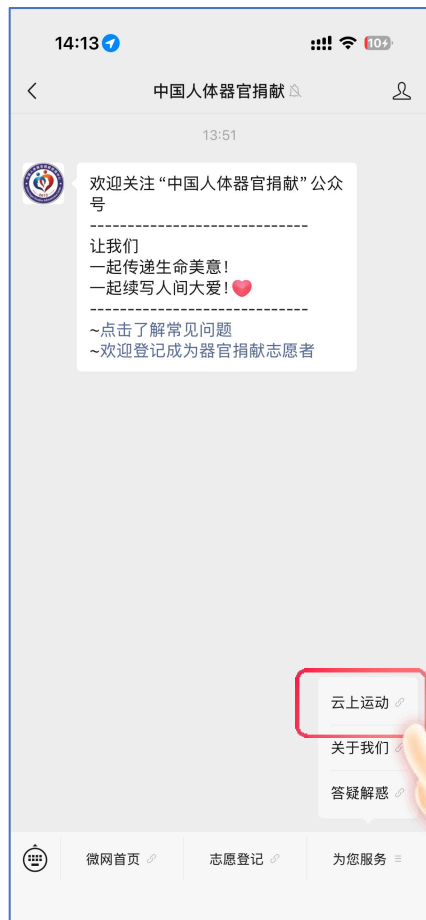 14:13
10
中国人体器官捐献
13:51
欢迎关注“中国人体器官捐献”公众
号
----------------------------
让我们
一起传递生命美意！
一起续写人间大爱！
----------------------------
~点击了解常见问题
~欢迎登记成为器官捐献志愿者
云上运动
关于我们
答疑解惑
微网首页
志愿登记
为您服务